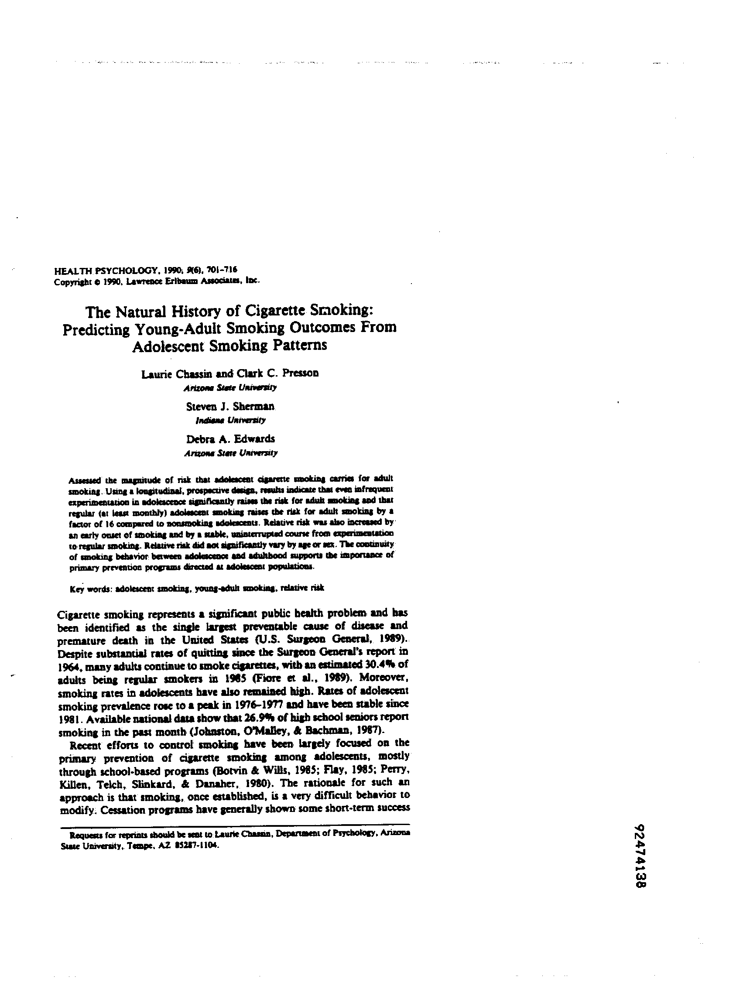 HEALTH PSYCHOLOGY, 1990, 9(6), 701-716
Copyright © 1990, Lawrence Erlbaum Associates, Inc.
The Natural History of Cigarette Smoking:
Predicting Young-Adult Smoking Outcomes From
Adolescent Smoking Patterns
Laurie Chassin and Clark C. Presson
Arizona State University
Steven J. Sherman
Indiana University
Debra A. Edwards
Arizona State University
Assessed the magnitude of risk that adolescent cigarette smoking carries for adult
smoking. Using a longitudinal, prospective design, results indicate that even infrequent
experimentation in adolescence significantly raises the risk for adult smoking and that
regular (at least monthly) adolescent smoking raises the risk for adult smoking by a
factor of 16 compared to nonsmoking adolescents. Relative risk was also increased by
an early onset of smoking and by a stable, uninterrupted course from experimentation
to regular smoking. Relative risk did not significantly vary by age or sex. The continuity
of smoking behavior between adolescence and adulthood supports the importance of
primary prevention programs directed at adolescent populations.
Key words: adolescent smoking, young-adult smoking, relative risk
Cigarette smoking represents a significant public health problem and has
been identified as the single largest preventable cause of disease and
premature death in the United States (U.S. Surgeon General, 1989).
Despite substantial rates of quitting since the Surgeon General's report in
1964, many adults continue to smoke cigarettes, with an estimated 30.4% of
adults being regular smokers in 1985 (Fiore et al., 1989). Moreover,
smoking rates in adolescents have also remained high. Rates of adolescent
smoking prevalence rose to a peak in 1976-1977 and have been stable since
1981. Available national data show that 26.9% of high school seniors report
smoking in the past month (Johnston, O'Malley, & Bachman, 1987).
Recent efforts to control smoking have been largely focused on the
primary prevention of cigarette smoking among adolescents, mostly
through school-based programs (Botvin & Wills, 1985; Flay, 1985; Perry,
Killen, Telch, Slinkard, & Danaher, 1980). The rationale for such an
approach is that smoking, once established, is a very difficult behavior to
modify. Cessation programs have generally shown some short-term success
Requests for reprints should be sent to Laurie Chassin, Department of Psychology, Arizona
State University, Tempe, AZ 85287-1104.
92474138